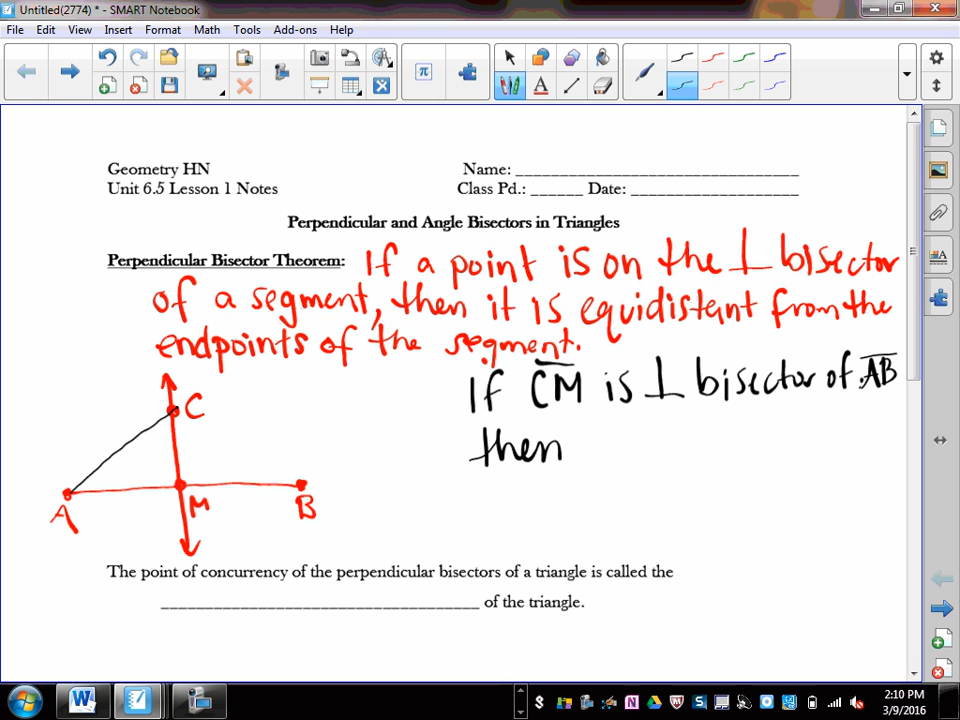 Untitled(2774) * - SMART Notebook
File Edit View Insert Format Math Tools Add-ons Help
Geometry HN Name: _________________________________
Unit 6.5 Lesson 1 Notes Class Pd.: ______ Date: ___________________
Perpendicular and Angle Bisectors in Triangles
Perpendicular Bisector Theorem: If a point is on the ⊥ bisector
of a segment, then it is equidistant from the
endpoints of the segment.
If C̅M̅ is ⊥ bisector of A̅B̅
then
C
A M B
The point of concurrency of the perpendicular bisectors of a triangle is called the
____________________________________ of the triangle.
2:10 PM
3/9/2016